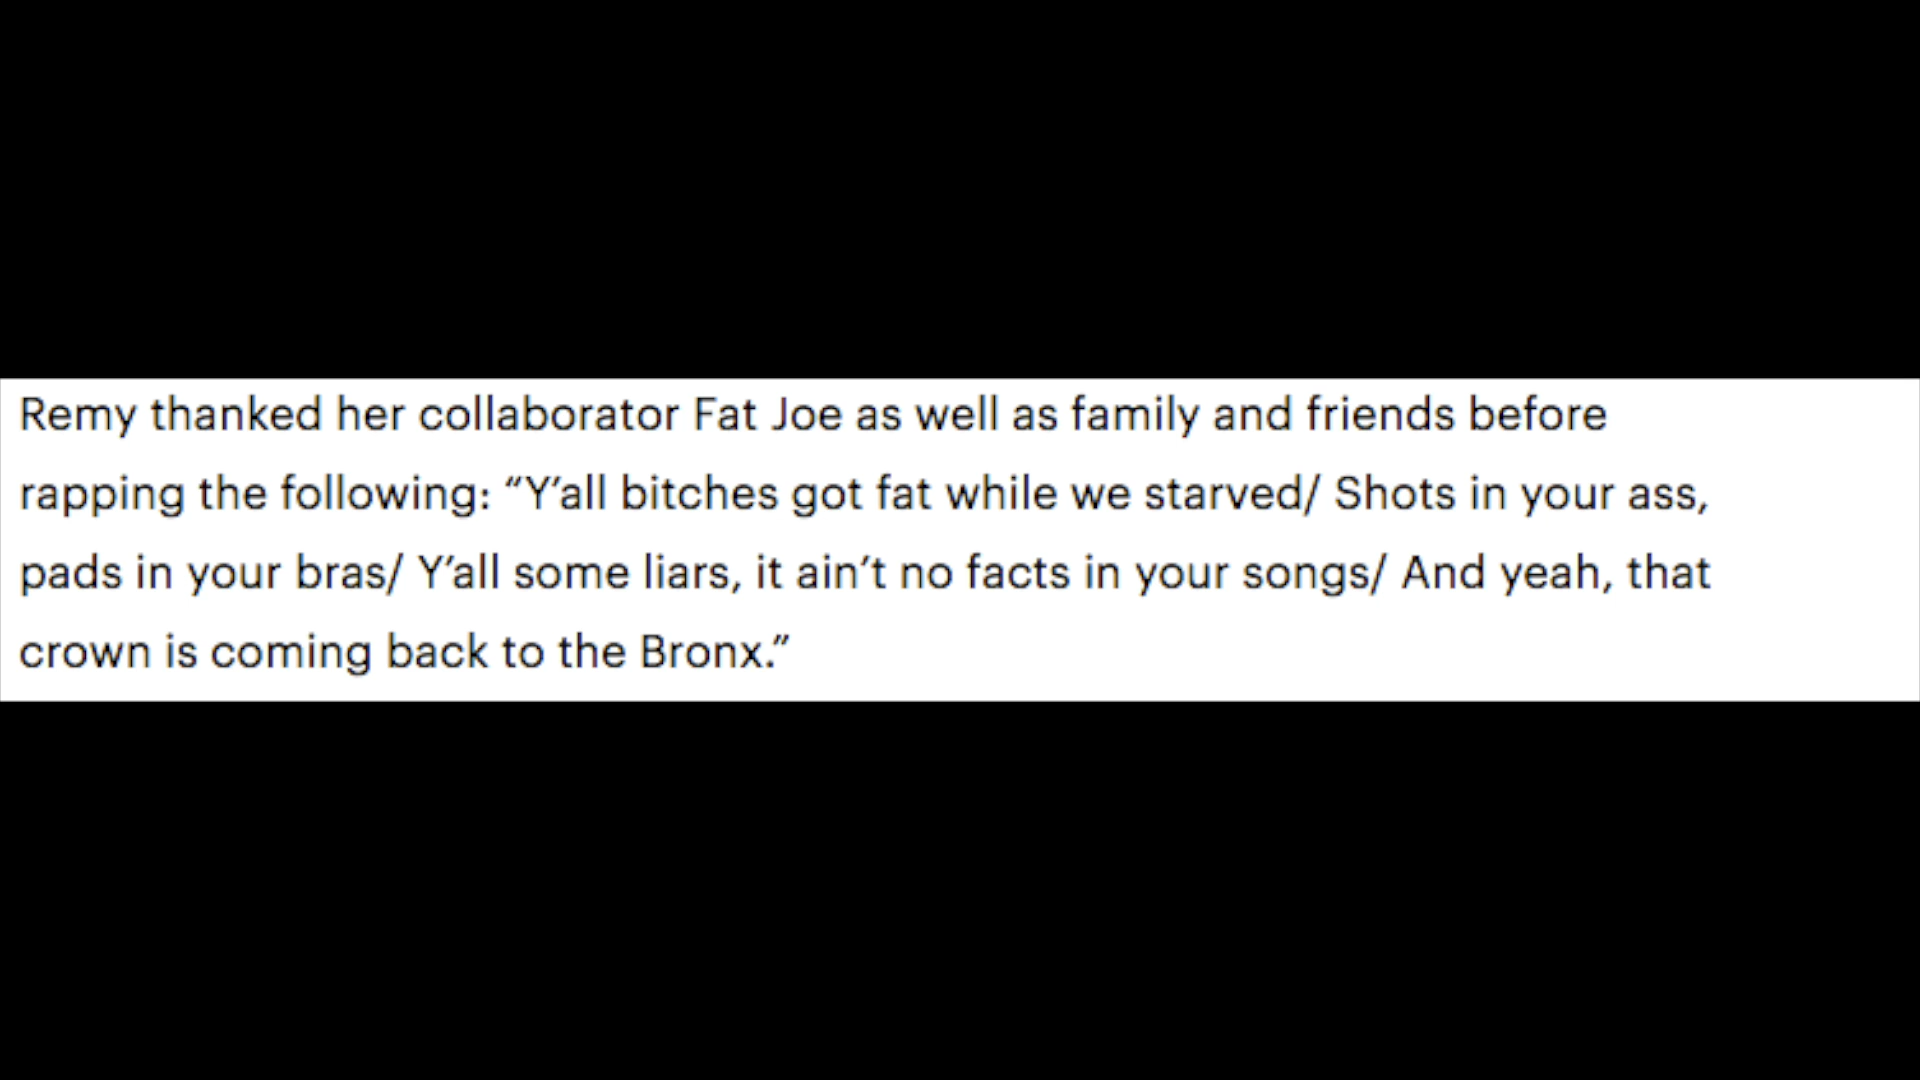 Remy thanked her collaborator Fat Joe as well as family and friends before
rapping the following: “Y’all bitches got fat while we starved/ Shots in your ass,
pads in your bras/ Y’all some liars, it ain’t no facts in your songs/ And yeah, that
crown is coming back to the Bronx.”